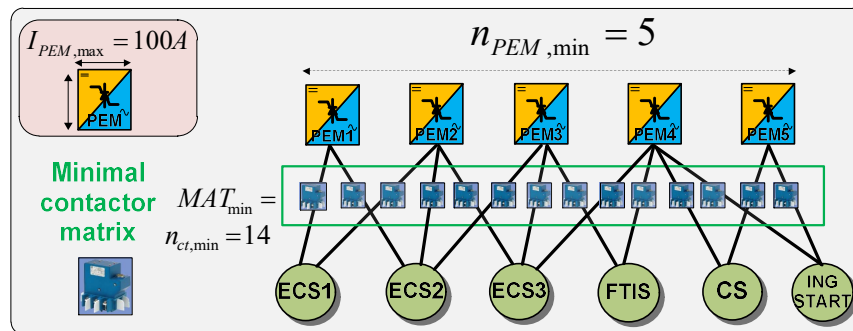 I_PEM,max = 100A
n_PEM,min = 5
=
PEM
~
=
PEM1
~
=
PEM2
~
=
PEM3
~
=
PEM4
~
=
PEM5
~
Minimal
contactor
matrix
MAT_min =
n_ct,min = 14
ECS1
ECS2
ECS3
FTIS
CS
ING
START